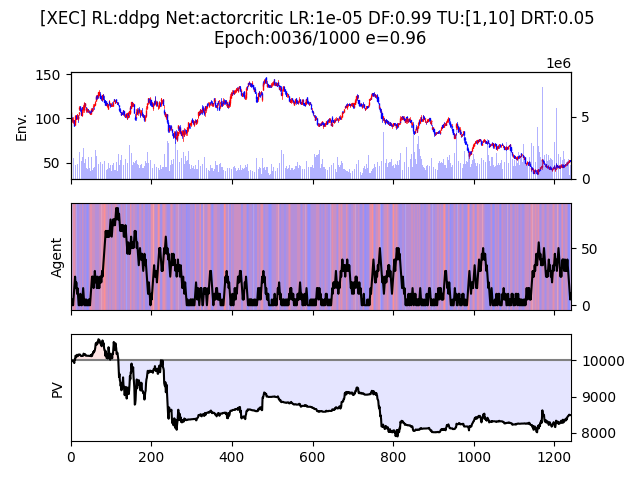 [XEC] RL:ddpg Net:actorcritic LR:1e-05 DF:0.99 TU:[1,10] DRT:0.05
Epoch:0036/1000 e=0.96
1e6
150
100
50
Env.
5
0
Agent
50
0
PV
10000
9000
8000
0 200 400 600 800 1000 1200